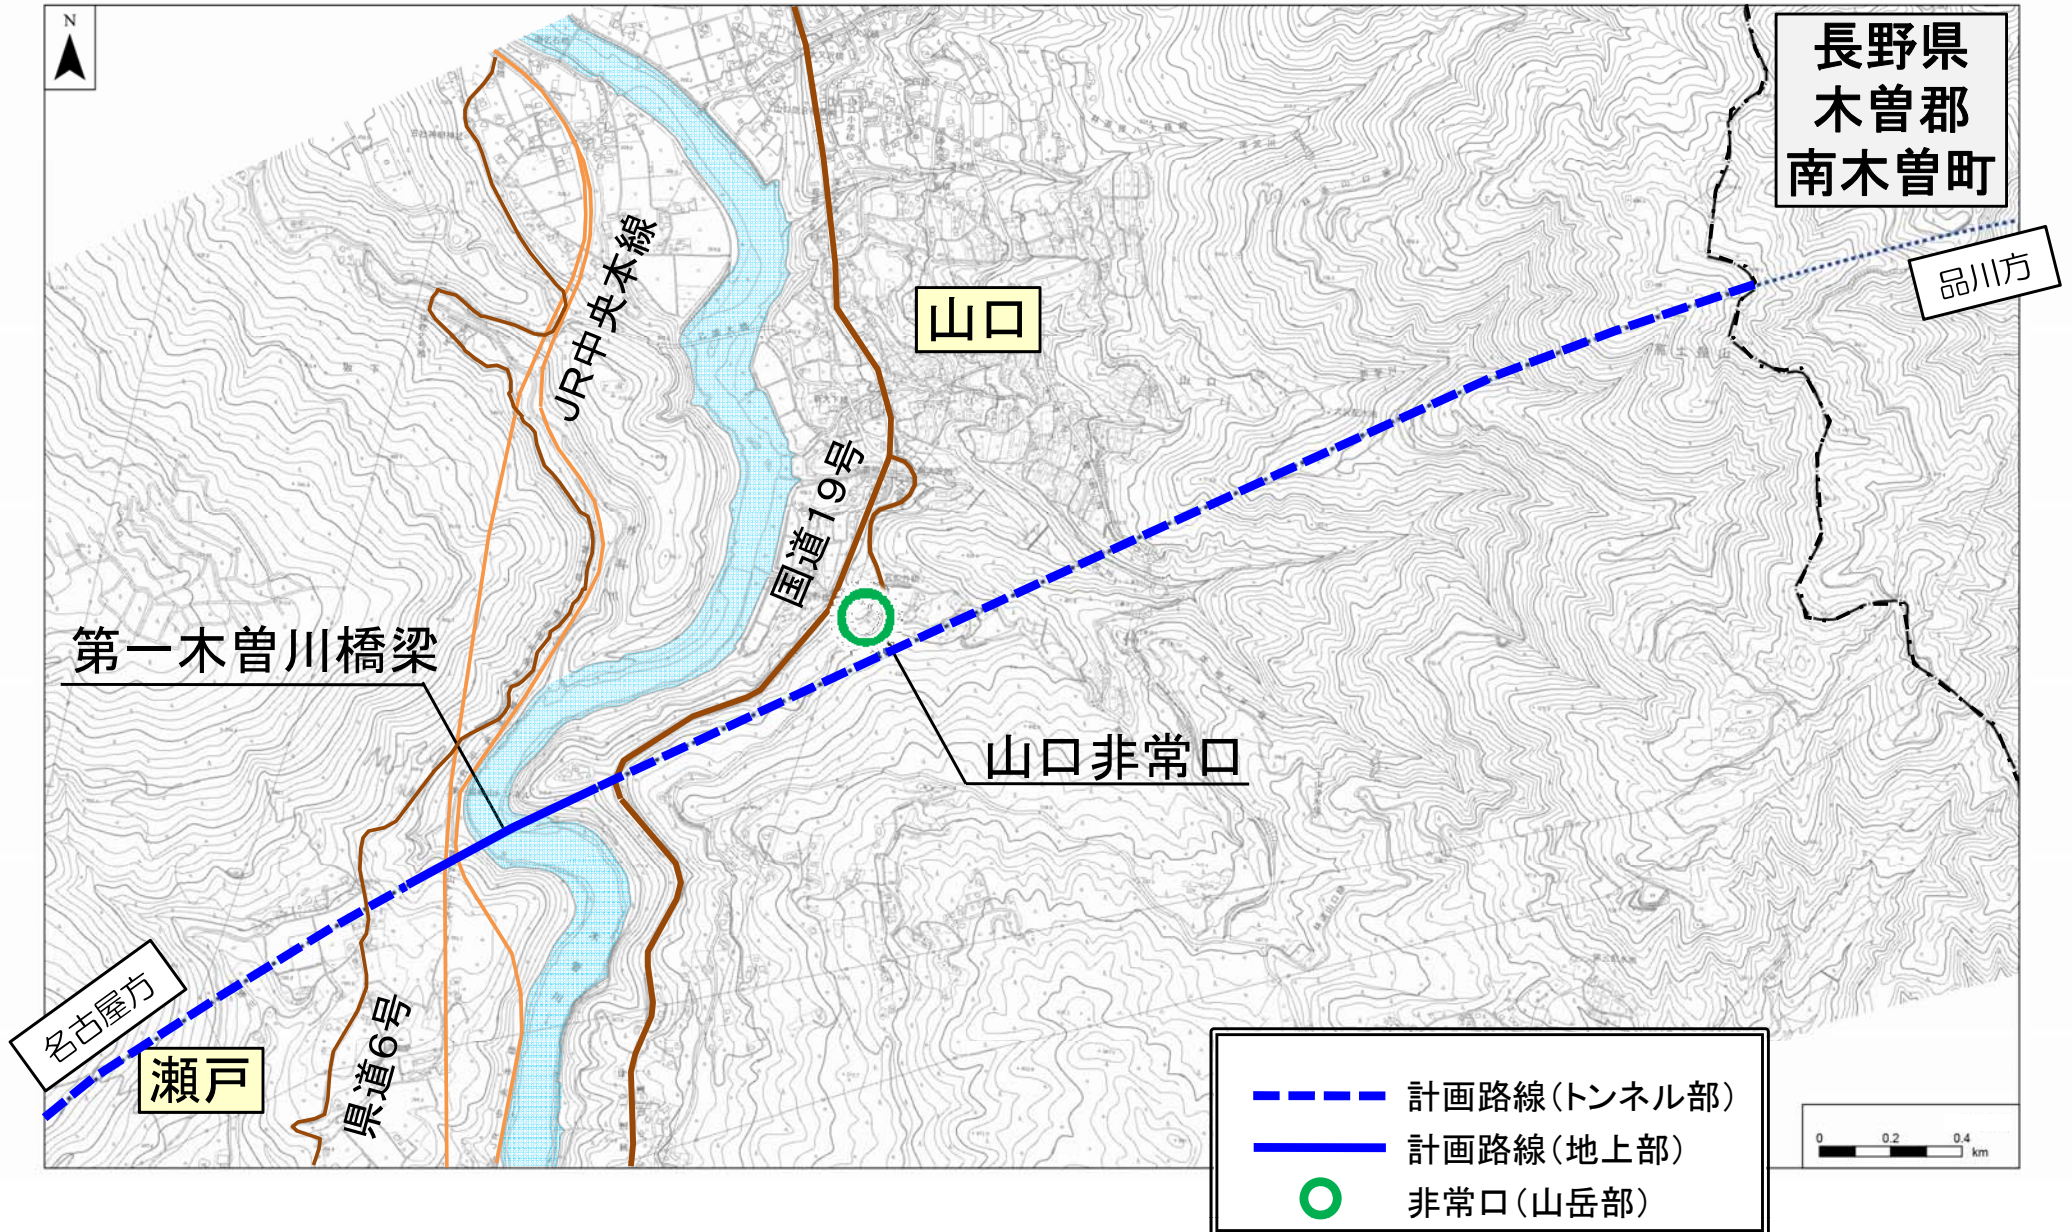 N
長野県
木曽郡
南木曽町
品川方
JR中央本線
山口
国道19号
第一木曽川橋梁
山口非常口
名古屋方
瀬戸
県道6号
計画路線(トンネル部)
計画路線(地上部)
非常口(山岳部)
0 0.2 0.4
km